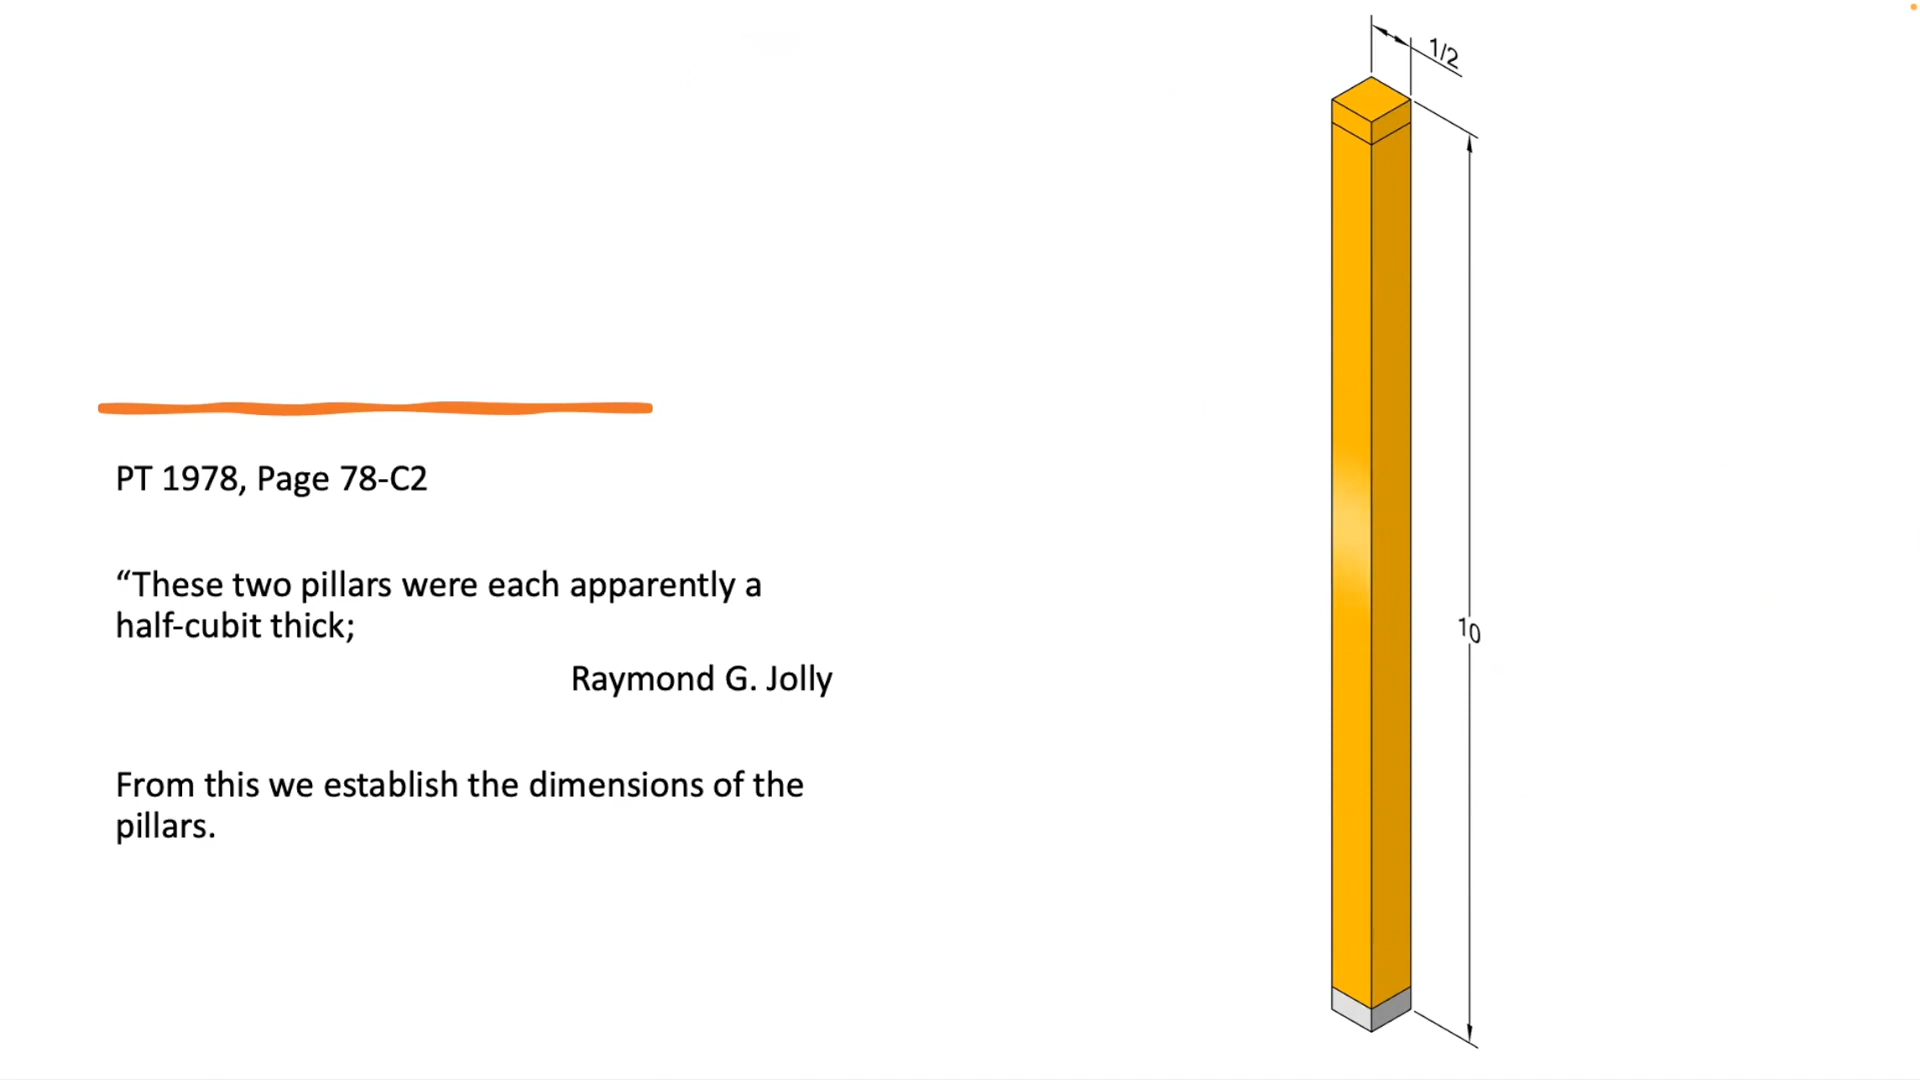 1/2
PT 1978, Page 78-C2
“These two pillars were each apparently a
half-cubit thick;
Raymond G. Jolly
From this we establish the dimensions of the
pillars.
10